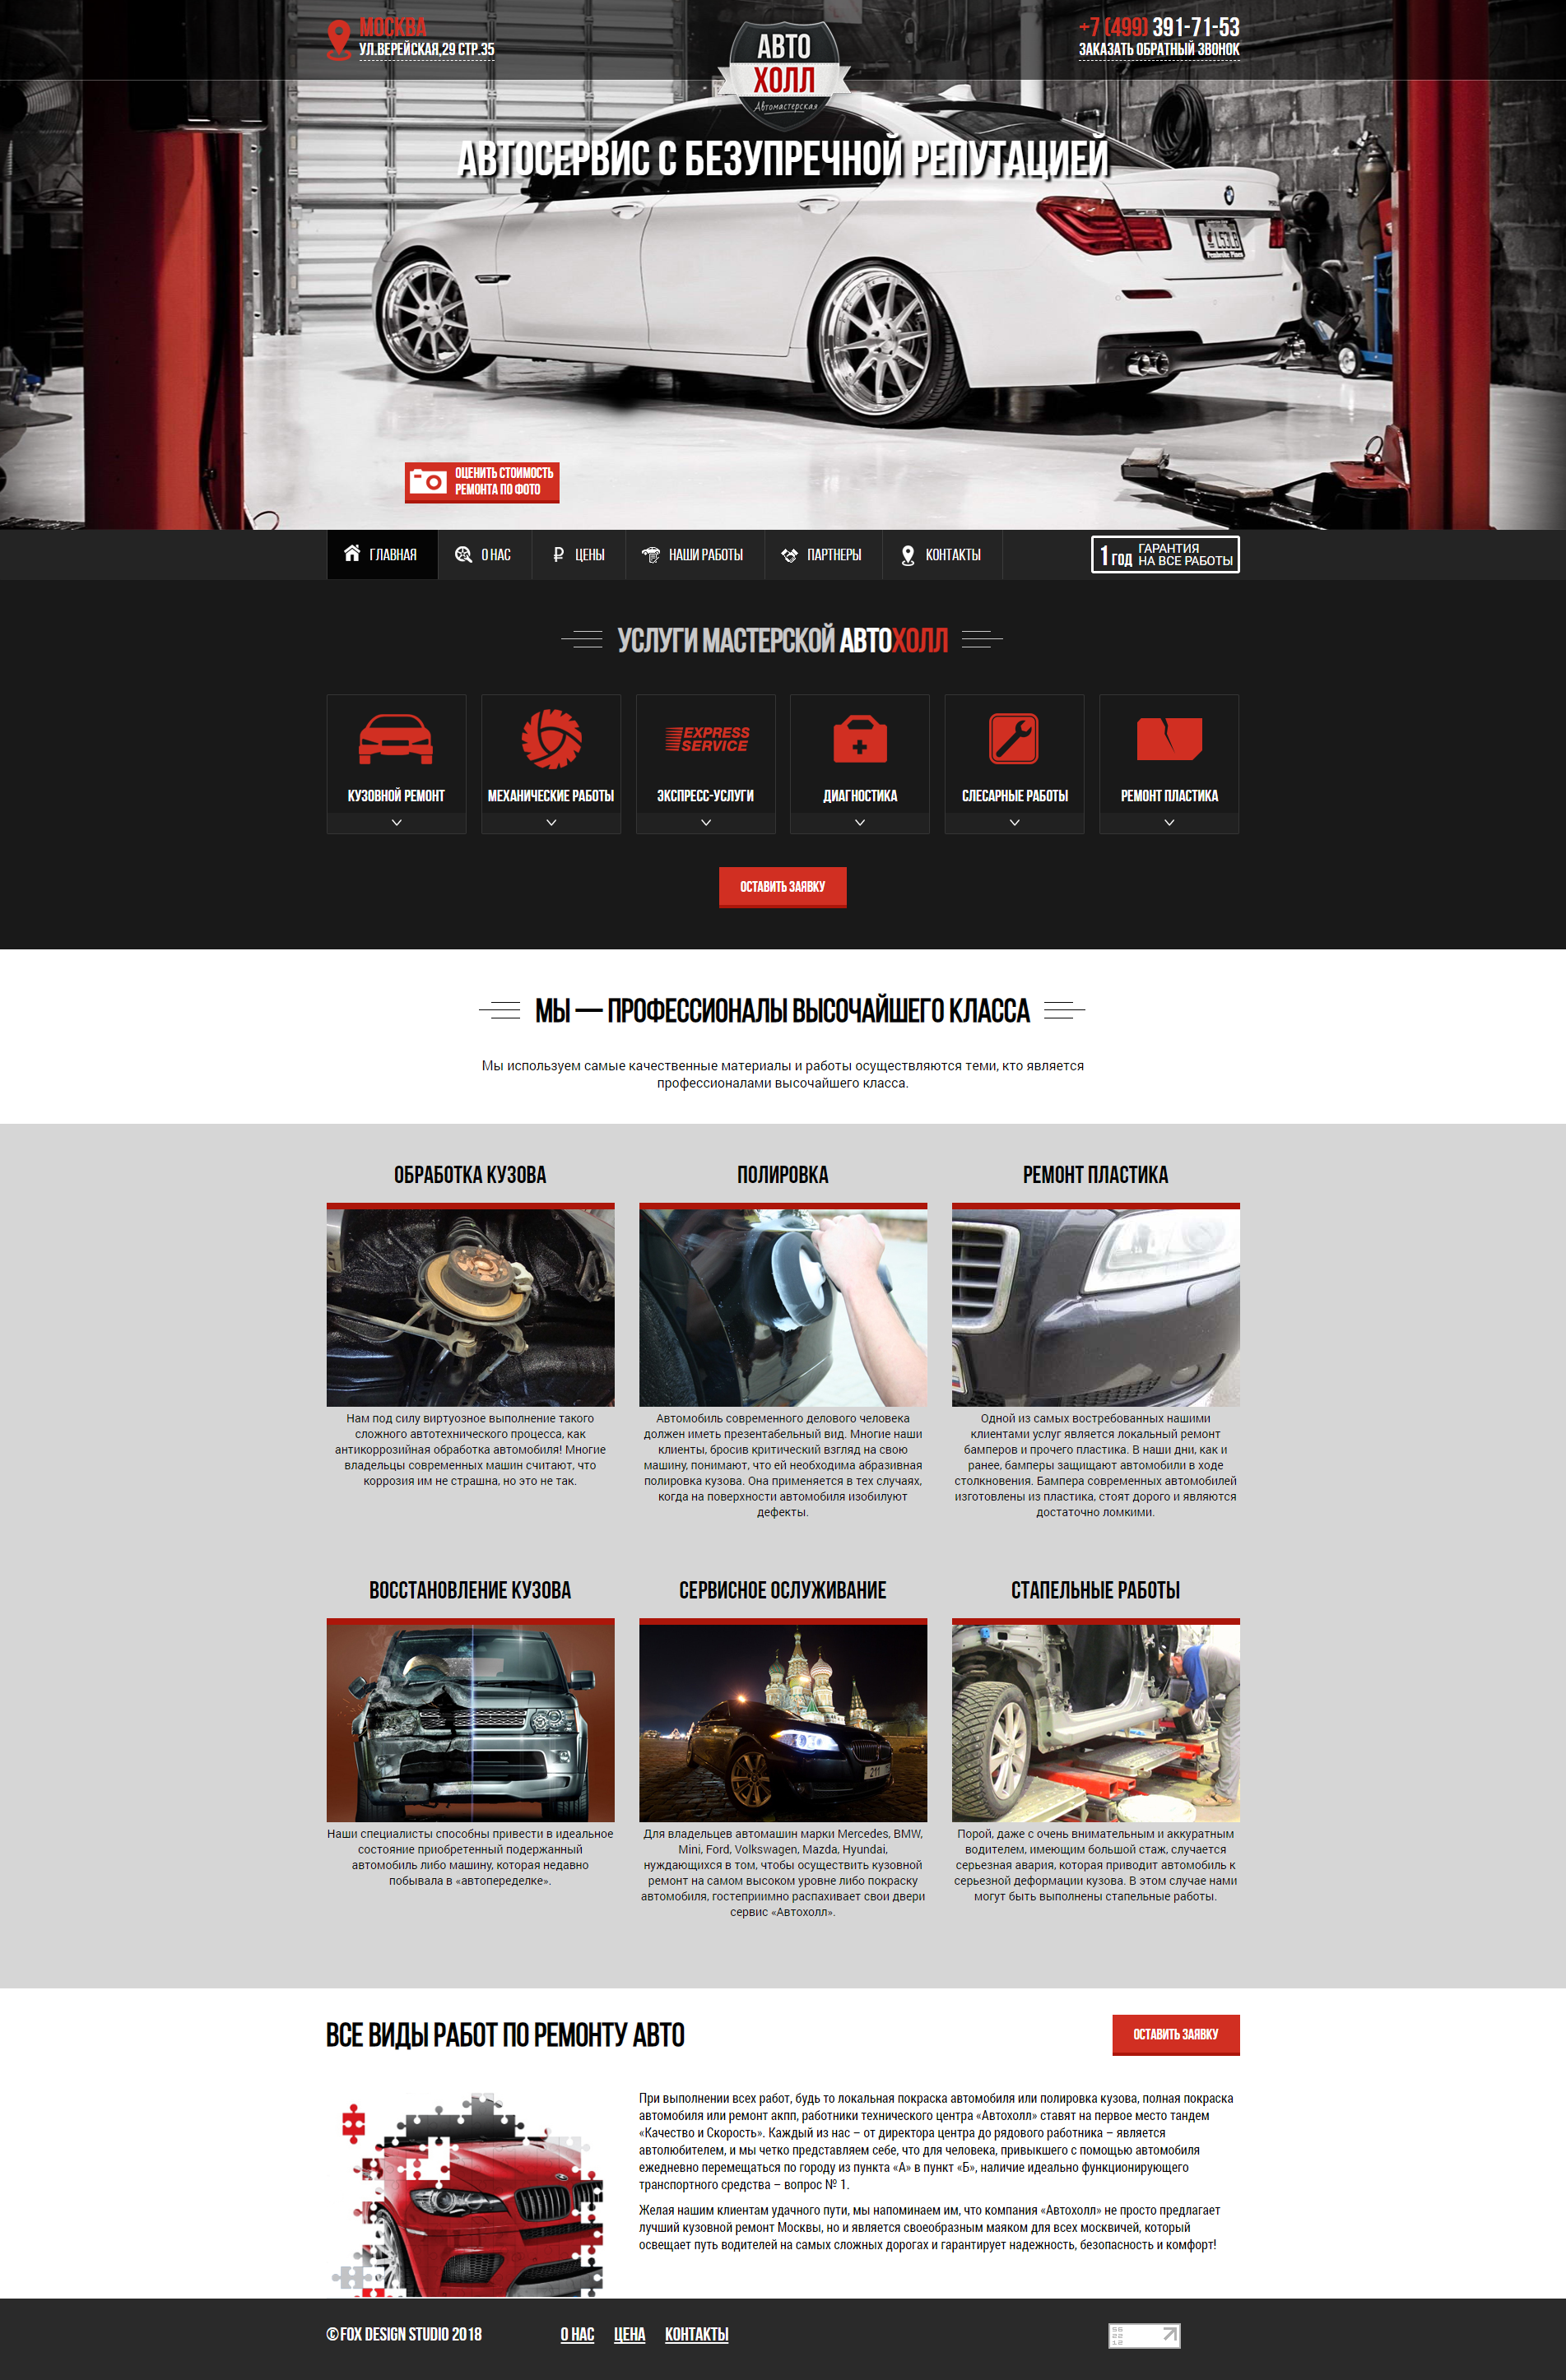 МОСКВА
УЛ.ВЕРЕЙСКАЯ,29 СТР.35
АВТО
ХОЛЛ
Автомастерская
+7 (499) 391-71-53
ЗАКАЗАТЬ ОБРАТНЫЙ ЗВОНОК
АВТОСЕРВИС С БЕЗУПРЕЧНОЙ РЕПУТАЦИЕЙ
ОЦЕНИТЬ СТОИМОСТЬ
РЕМОНТА ПО ФОТО
ГЛАВНАЯ
О НАС
ЦЕНЫ
НАШИ РАБОТЫ
ПАРТНЕРЫ
КОНТАКТЫ
1 ГОД ГАРАНТИЯ
НА ВСЕ РАБОТЫ
УСЛУГИ МАСТЕРСКОЙ АВТОХОЛЛ
EXPRESS
SERVICE
КУЗОВНОЙ РЕМОНТ
МЕХАНИЧЕСКИЕ РАБОТЫ
ЭКСПРЕСС-УСЛУГИ
ДИАГНОСТИКА
СЛЕСАРНЫЕ РАБОТЫ
РЕМОНТ ПЛАСТИКА
ОСТАВИТЬ ЗАЯВКУ
МЫ — ПРОФЕССИОНАЛЫ ВЫСОЧАЙШЕГО КЛАССА
Мы используем самые качественные материалы и работы осуществляются теми, кто является
профессионалами высочайшего класса.
ОБРАБОТКА КУЗОВА
Нам под силу виртуозное выполнение такого
сложного автотехнического процесса, как
антикоррозийная обработка автомобиля! Многие
владельцы современных машин считают, что
коррозия им не страшна, но это не так.
ПОЛИРОВКА
Автомобиль современного делового человека
должен иметь презентабельный вид. Многие наши
клиенты, бросив критический взгляд на свою
машину, понимают, что ей необходима абразивная
полировка кузова. Она применяется в тех случаях,
когда на поверхности автомобиля изобилуют
дефекты.
РЕМОНТ ПЛАСТИКА
Одной из самых востребованных нашими
клиентами услуг является локальный ремонт
бамперов и прочего пластика. В наши дни, как и
ранее, бамперы защищают автомобили в ходе
столкновения. Бампера современных автомобилей
изготовлены из пластика, стоят дорого и являются
достаточно ломкими.
ВОССТАНОВЛЕНИЕ КУЗОВА
Наши специалисты способны привести в идеальное
состояние приобретенный подержанный
автомобиль либо машину, которая недавно
побывала в «автопеределке».
СЕРВИСНОЕ ОСЛУЖИВАНИЕ
211
Для владельцев автомашин марки Mercedes, BMW,
Mini, Ford, Volkswagen, Mazda, Hyundai,
нуждающихся в том, чтобы осуществить кузовной
ремонт на самом высоком уровне либо покраску
автомобиля, гостеприимно распахивает свои двери
сервис «Автохолл».
СТАПЕЛЬНЫЕ РАБОТЫ
Порой, даже с очень внимательным и аккуратным
водителем, имеющим большой стаж, случается
серьезная авария, которая приводит автомобиль к
серьезной деформации кузова. В этом случае нами
могут быть выполнены стапельные работы.
ВСЕ ВИДЫ РАБОТ ПО РЕМОНТУ АВТО
ОСТАВИТЬ ЗАЯВКУ
При выполнении всех работ, будь то локальная покраска автомобиля или полировка кузова, полная покраска
автомобиля или ремонт акпп, работники технического центра «Автохолл» ставят на первое место тандем
«Качество и Скорость». Каждый из нас – от директора центра до рядового работника – является
автолюбителем, и мы четко представляем себе, что для человека, привыкшего с помощью автомобиля
ежедневно перемещаться по городу из пункта «А» в пункт «Б», наличие идеально функционирующего
транспортного средства – вопрос № 1.
Желая нашим клиентам удачного пути, мы напоминаем им, что компания «Автохолл» не просто предлагает
лучший кузовной ремонт Москвы, но и является своеобразным маяком для всех москвичей, который
освещает путь водителей на самых сложных дорогах и гарантирует надежность, безопасность и комфорт!
© FOX DESIGN STUDIO 2018
О НАС
ЦЕНА
КОНТАКТЫ